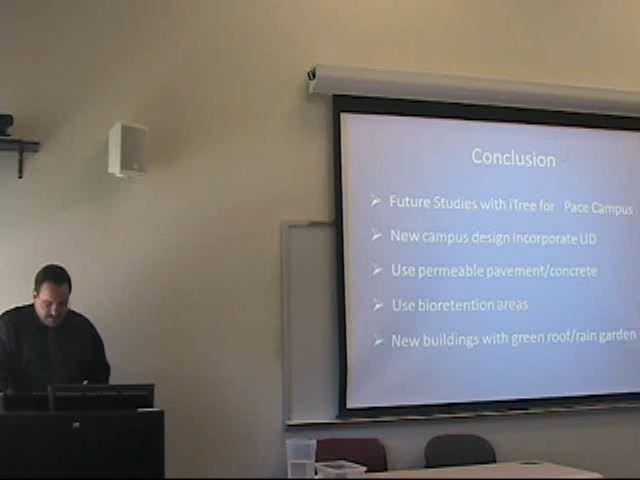 Conclusion
Future Studies with iTree for Pace Campus
New campus design incorporate LID
Use permeable pavement/concrete
Use bioretention areas
New buildings with green roof/rain garden